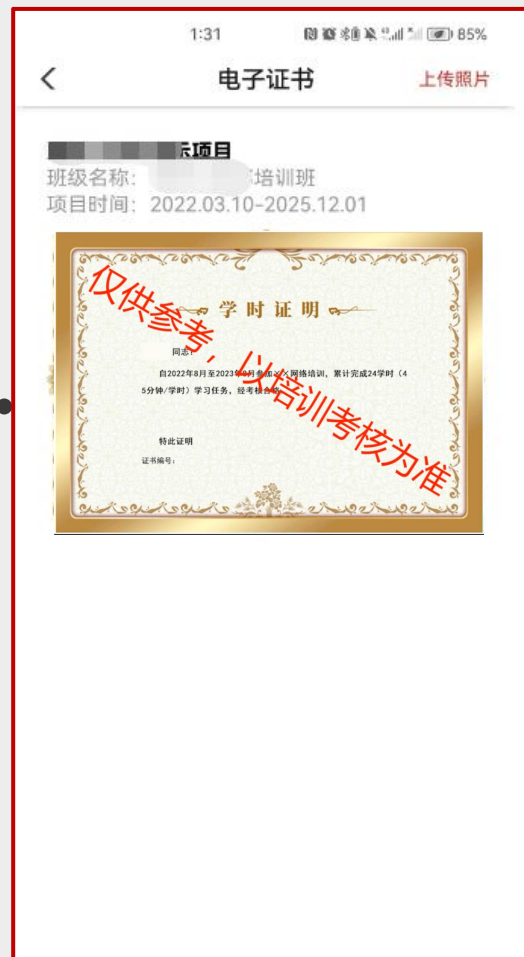 1:31
85%
电子证书
上传照片
示项目
班级名称：
培训班
项目时间：2022.03.10-2025.12.01
学时证明
同志：
自2022年8月至2023年9月参加××网络培训，累计完成24学时（4
5分钟/学时）学习任务，经考核合格。
特此证明
证书编号：
仅供参考，以培训考核为准